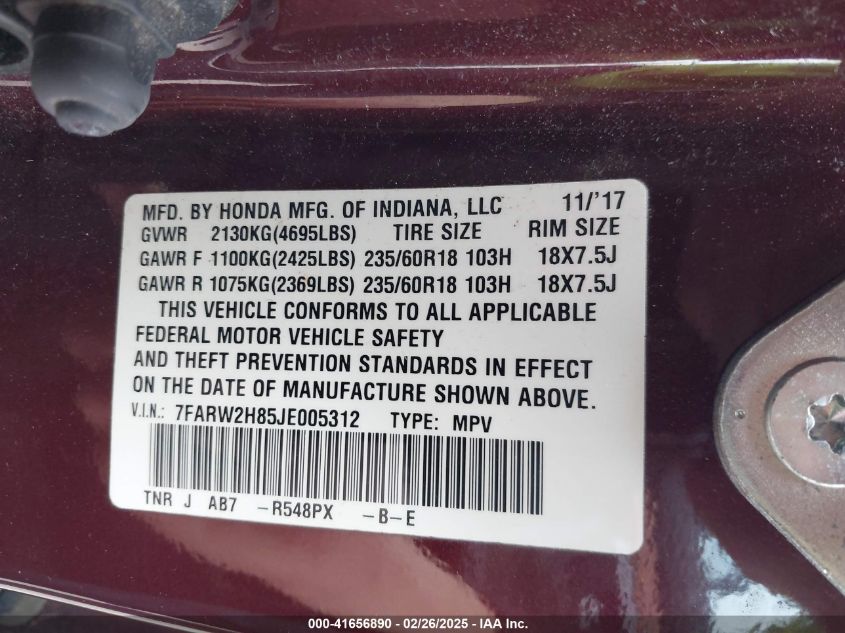 MFD. BY HONDA MFG. OF INDIANA, LLC 11/'17
GVWR 2130KG(4695LBS) TIRE SIZE RIM SIZE
GAWR F 1100KG(2425LBS) 235/60R18 103H 18X7.5J
GAWR R 1075KG(2369LBS) 235/60R18 103H 18X7.5J
THIS VEHICLE CONFORMS TO ALL APPLICABLE
FEDERAL MOTOR VEHICLE SAFETY
AND THEFT PREVENTION STANDARDS IN EFFECT
ON THE DATE OF MANUFACTURE SHOWN ABOVE.
V.I.N.: 7FARW2H85JE005312 TYPE: MPV
TNR J AB7 -R548PX -B-E
000-41656890 - 02/26/2025 - IAA Inc.